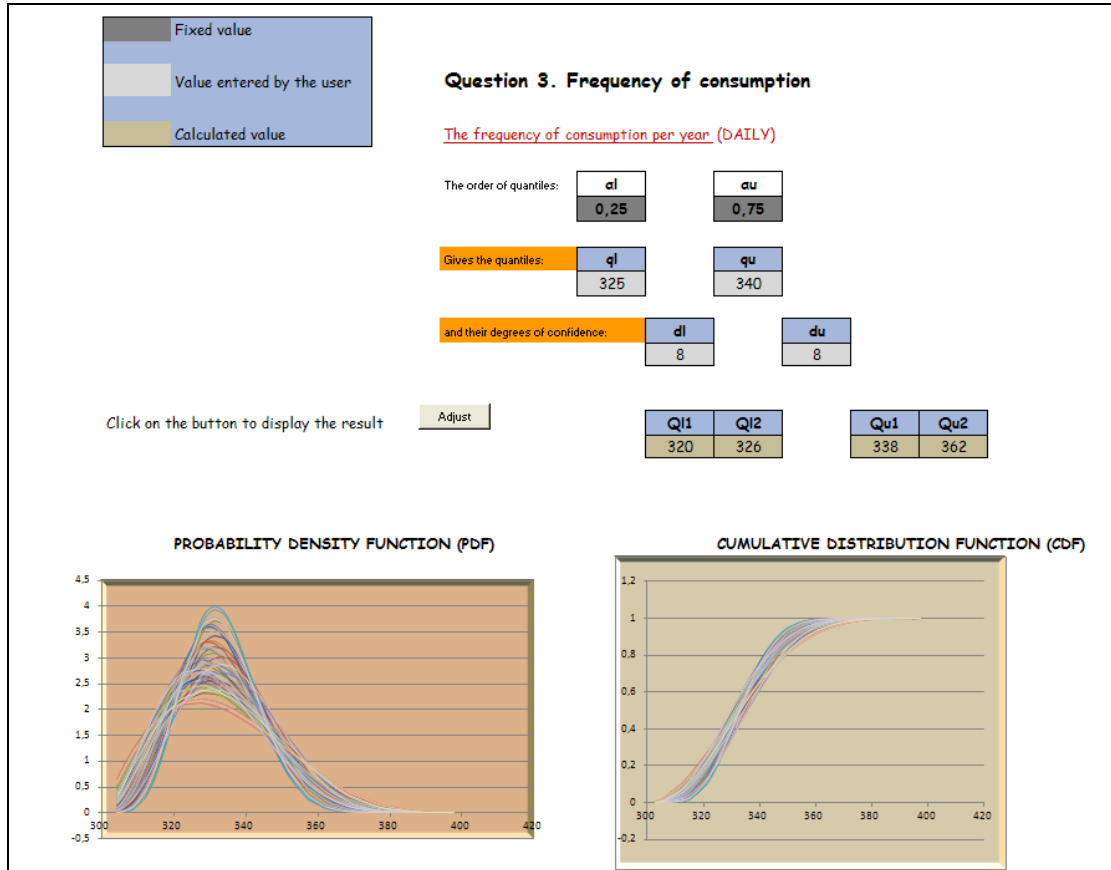 Fixed value
Value entered by the user
Calculated value
Question 3. Frequency of consumption
The frequency of consumption per year (DAILY)
The order of quantiles: al au
0,25 0,75
Gives the quantiles: ql qu
325 340
and their degrees of confidence: dl du
8 8
Click on the button to display the result Adjust
Ql1 Ql2 Qu1 Qu2
320 326 338 362
PROBABILITY DENSITY FUNCTION (PDF)
4,5
4
3,5
3
2,5
2
1,5
1
0,5
0
-0,5
300 320 340 360 380 400 420
CUMULATIVE DISTRIBUTION FUNCTION (CDF)
1,2
1
0,8
0,6
0,4
0,2
0
-0,2
300 320 340 360 380 400 420